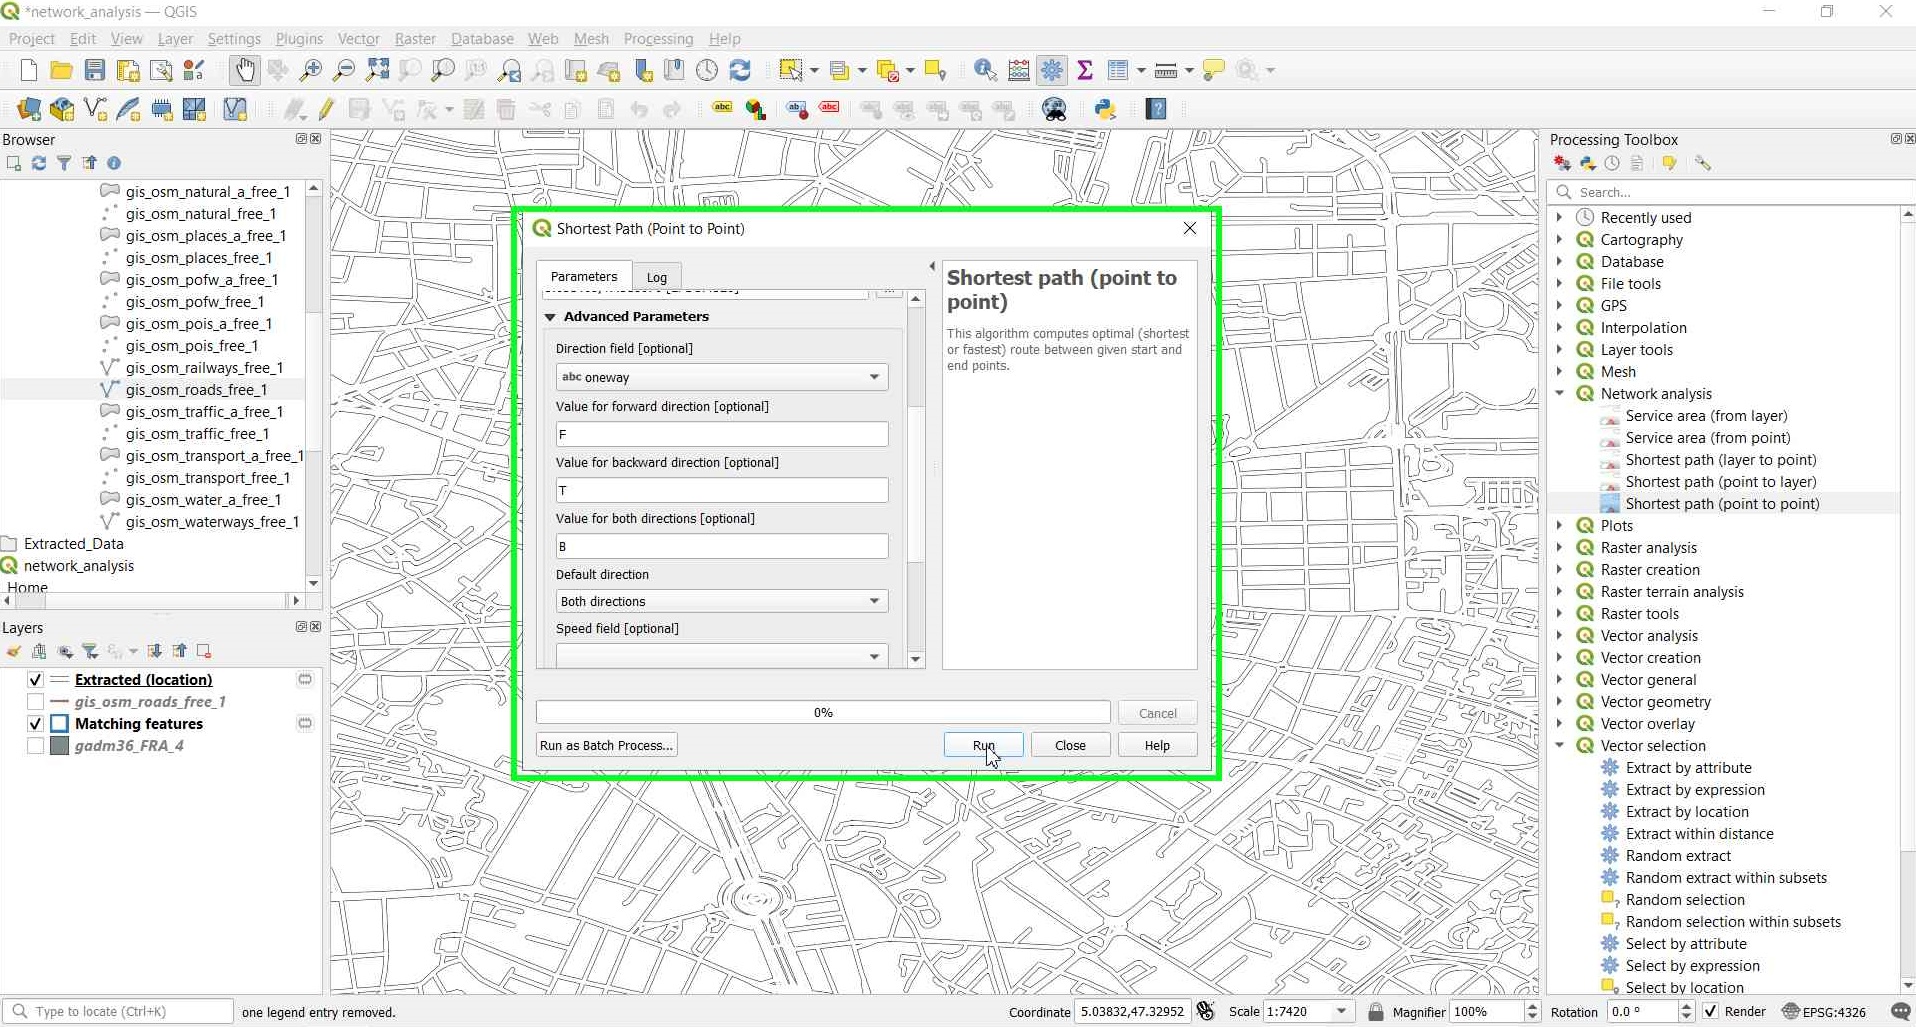 *network_analysis — QGIS
Project Edit View Layer Settings Plugins Vector Raster Database Web Mesh Processing Help
Browser
gis_osm_natural_a_free_1
gis_osm_natural_free_1
gis_osm_places_a_free_1
gis_osm_places_free_1
gis_osm_pofw_a_free_1
gis_osm_pofw_free_1
gis_osm_pois_a_free_1
gis_osm_pois_free_1
gis_osm_railways_free_1
gis_osm_roads_free_1
gis_osm_traffic_a_free_1
gis_osm_traffic_free_1
gis_osm_transport_a_free_1
gis_osm_transport_free_1
gis_osm_water_a_free_1
gis_osm_waterways_free_1
Extracted_Data
network_analysis
Home
Layers
Extracted (location)
gis_osm_roads_free_1
Matching features
gadm36_FRA_4
Shortest Path (Point to Point)
Parameters Log
Advanced Parameters
Direction field [optional]
abc oneway
Value for forward direction [optional]
F
Value for backward direction [optional]
T
Value for both directions [optional]
B
Default direction
Both directions
Speed field [optional]
Shortest path (point to
point)
This algorithm computes optimal (shortest
or fastest) route between given start and
end points.
0%
Cancel
Run as Batch Process...
Run
Close
Help
Processing Toolbox
Search...
Recently used
Cartography
Database
File tools
GPS
Interpolation
Layer tools
Mesh
Network analysis
Service area (from layer)
Service area (from point)
Shortest path (layer to point)
Shortest path (point to layer)
Shortest path (point to point)
Plots
Raster analysis
Raster creation
Raster terrain analysis
Raster tools
Vector analysis
Vector creation
Vector general
Vector geometry
Vector overlay
Vector selection
Extract by attribute
Extract by expression
Extract by location
Extract within distance
Random extract
Random extract within subsets
Random selection
Random selection within subsets
Select by attribute
Select by expression
Select by location
Type to locate (Ctrl+K)
one legend entry removed.
Coordinate 5.03832,47.32952
Scale 1:7420
Magnifier 100%
Rotation 0.0 °
Render
EPSG:4326